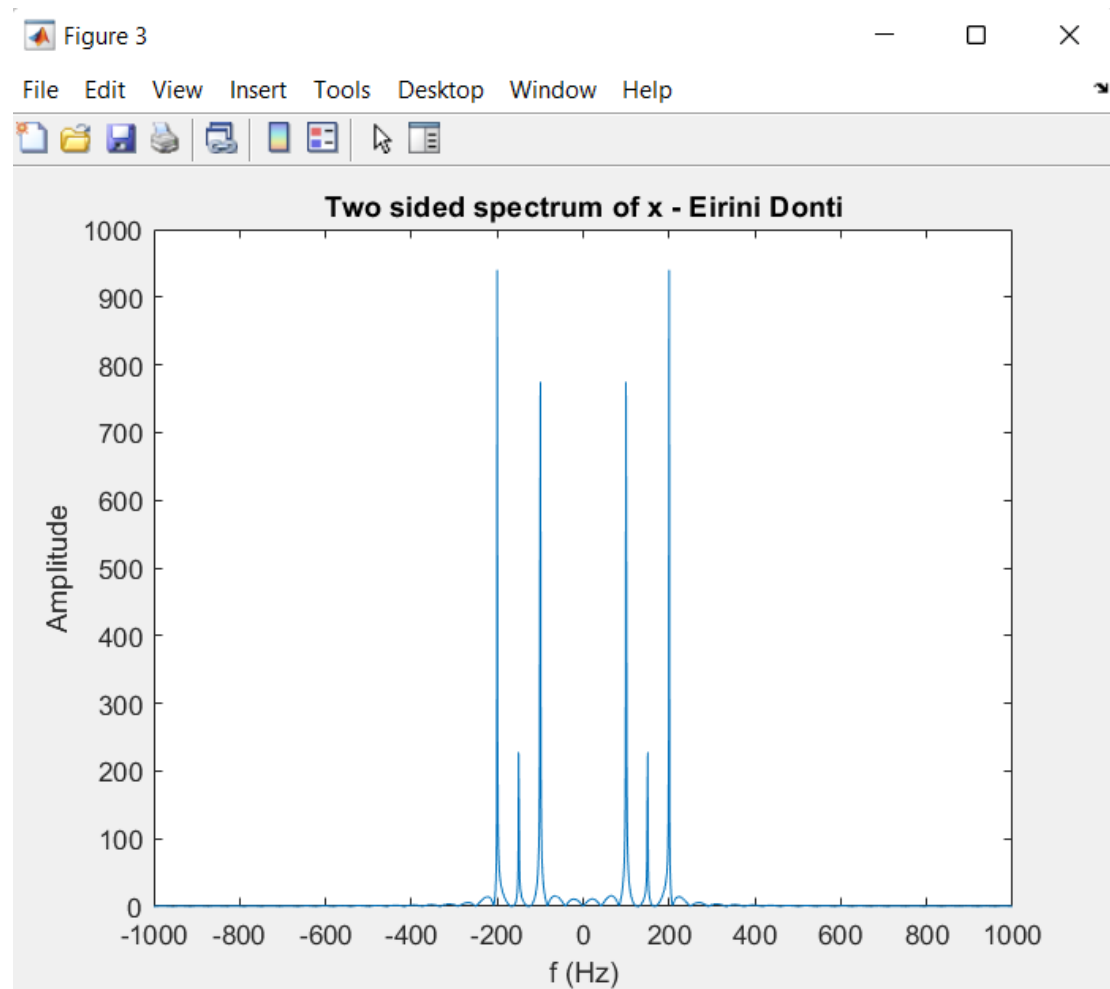 Figure 3
File Edit View Insert Tools Desktop Window Help
Two sided spectrum of x - Eirini Donti
1000
900
800
700
600
500
400
300
200
100
0
Amplitude
-1000 -800 -600 -400 -200 0 200 400 600 800 1000
f (Hz)